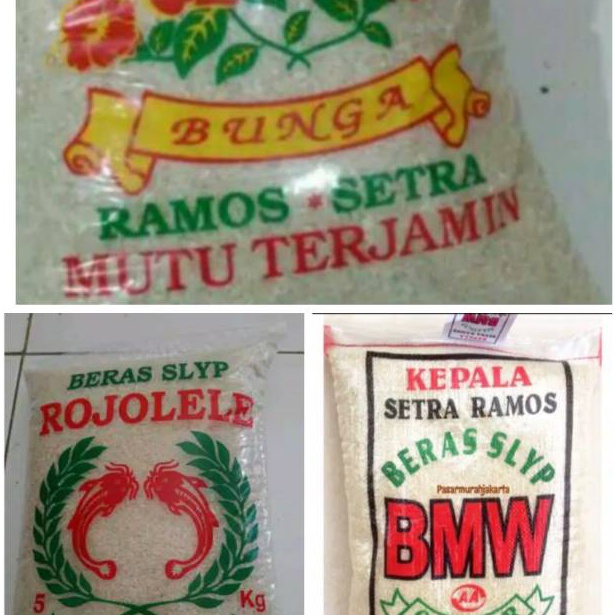 BUNGA
RAMOS * SETRA
MUTU TERJAMIN
BERAS SLYP
ROJOLELE
5 Kg
KEPALA
SETRA RAMOS
BERAS SLYP
Pasarmurahjakarta
BMW
AA